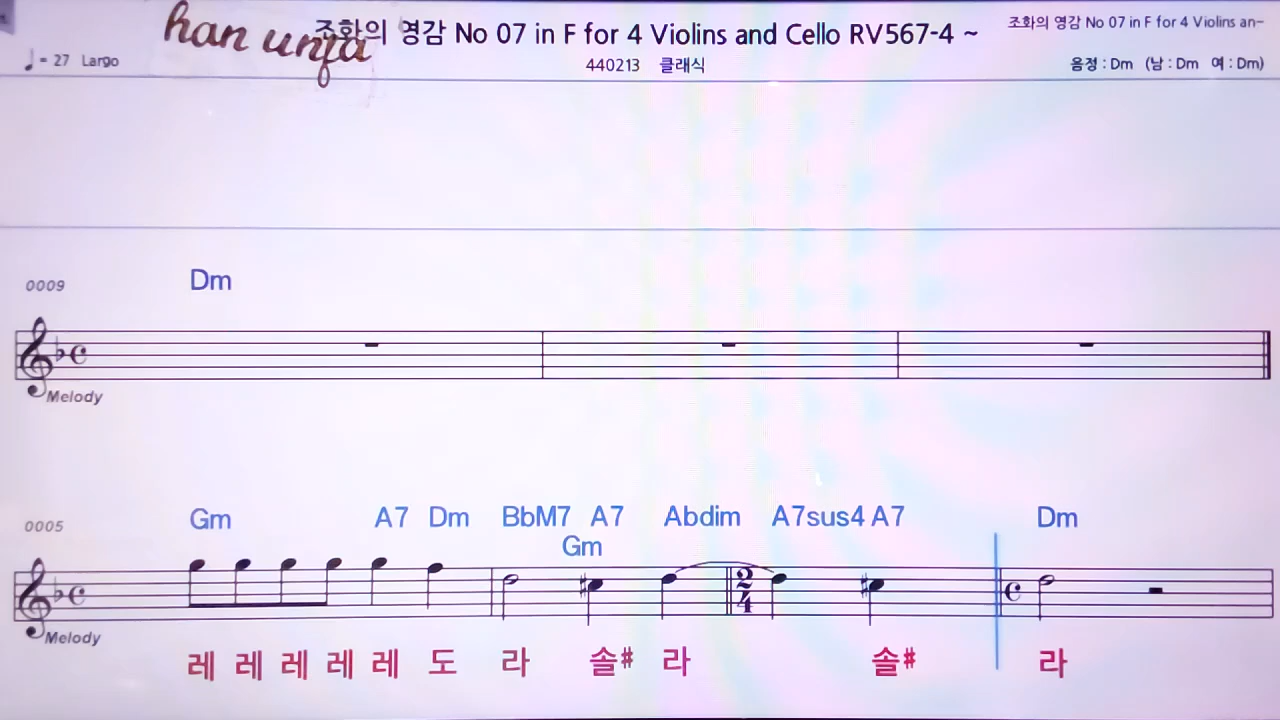 han unja
조화의 영감 No 07 in F for 4 Violins and Cello RV567-4 ~
조화의 영감 No 07 in F for 4 Violins an~
♩= 27 Largo
440213 클래식
음정 : Dm (남 : Dm 여 : Dm)
0009 Dm
Melody
0005 Gm A7 Dm BbM7 A7 Abdim A7sus4 A7 Dm
Gm
2
4
Melody
레 레 레 레 레 도 라 솔# 라 솔# 라